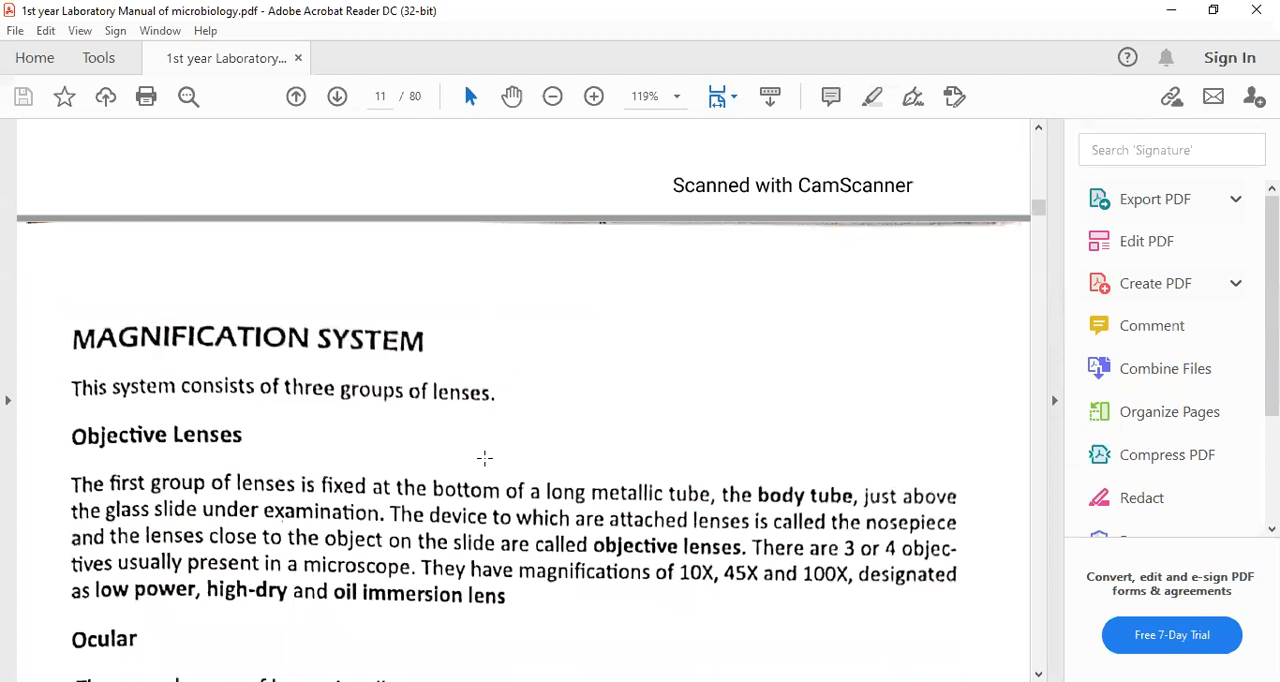 1st year Laboratory Manual of microbiology.pdf - Adobe Acrobat Reader DC (32-bit)
File Edit View Sign Window Help
Home Tools 1st year Laboratory... × Sign In
11 / 80 119%
Scanned with CamScanner
MAGNIFICATION SYSTEM
This system consists of three groups of lenses.
Objective Lenses
The first group of lenses is fixed at the bottom of a long metallic tube, the body tube, just above
the glass slide under examination. The device to which are attached lenses is called the nosepiece
and the lenses close to the object on the slide are called objective lenses. There are 3 or 4 objec-
tives usually present in a microscope. They have magnifications of 10X, 45X and 100X, designated
as low power, high-dry and oil immersion lens
Ocular
Search 'Signature'
Export PDF
Edit PDF
Create PDF
Comment
Combine Files
Organize Pages
Compress PDF
Redact
Convert, edit and e-sign PDF
forms & agreements
Free 7-Day Trial